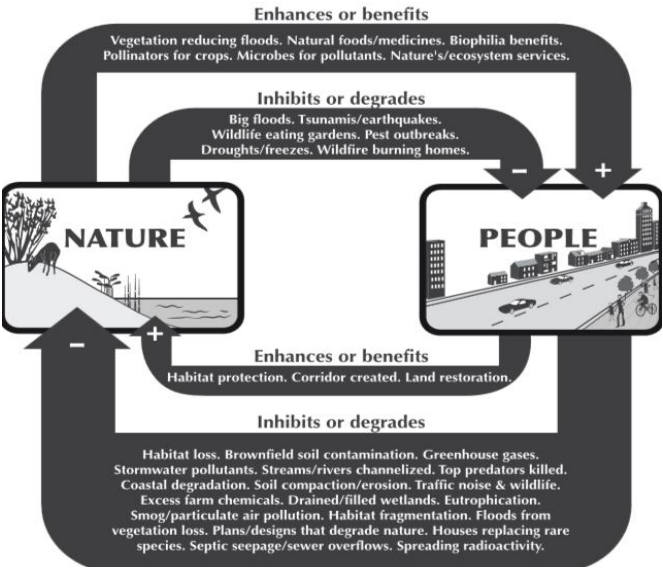 Enhances or benefits
Vegetation reducing floods. Natural foods/medicines. Biophilia benefits.
Pollinators for crops. Microbes for pollutants. Nature's/ecosystem services.
Inhibits or degrades
Big floods. Tsunamis/earthquakes.
Wildlife eating gardens. Pest outbreaks.
Droughts/freezes. Wildfire burning homes.
– +
NATURE PEOPLE
– +
Enhances or benefits
Habitat protection. Corridor created. Land restoration.
Inhibits or degrades
Habitat loss. Brownfield soil contamination. Greenhouse gases.
Stormwater pollutants. Streams/rivers channelized. Top predators killed.
Coastal degradation. Soil compaction/erosion. Traffic noise & wildlife.
Excess farm chemicals. Drained/filled wetlands. Eutrophication.
Smog/particulate air pollution. Habitat fragmentation. Floods from
vegetation loss. Plans/designs that degrade nature. Houses replacing rare
species. Septic seepage/sewer overflows. Spreading radioactivity.